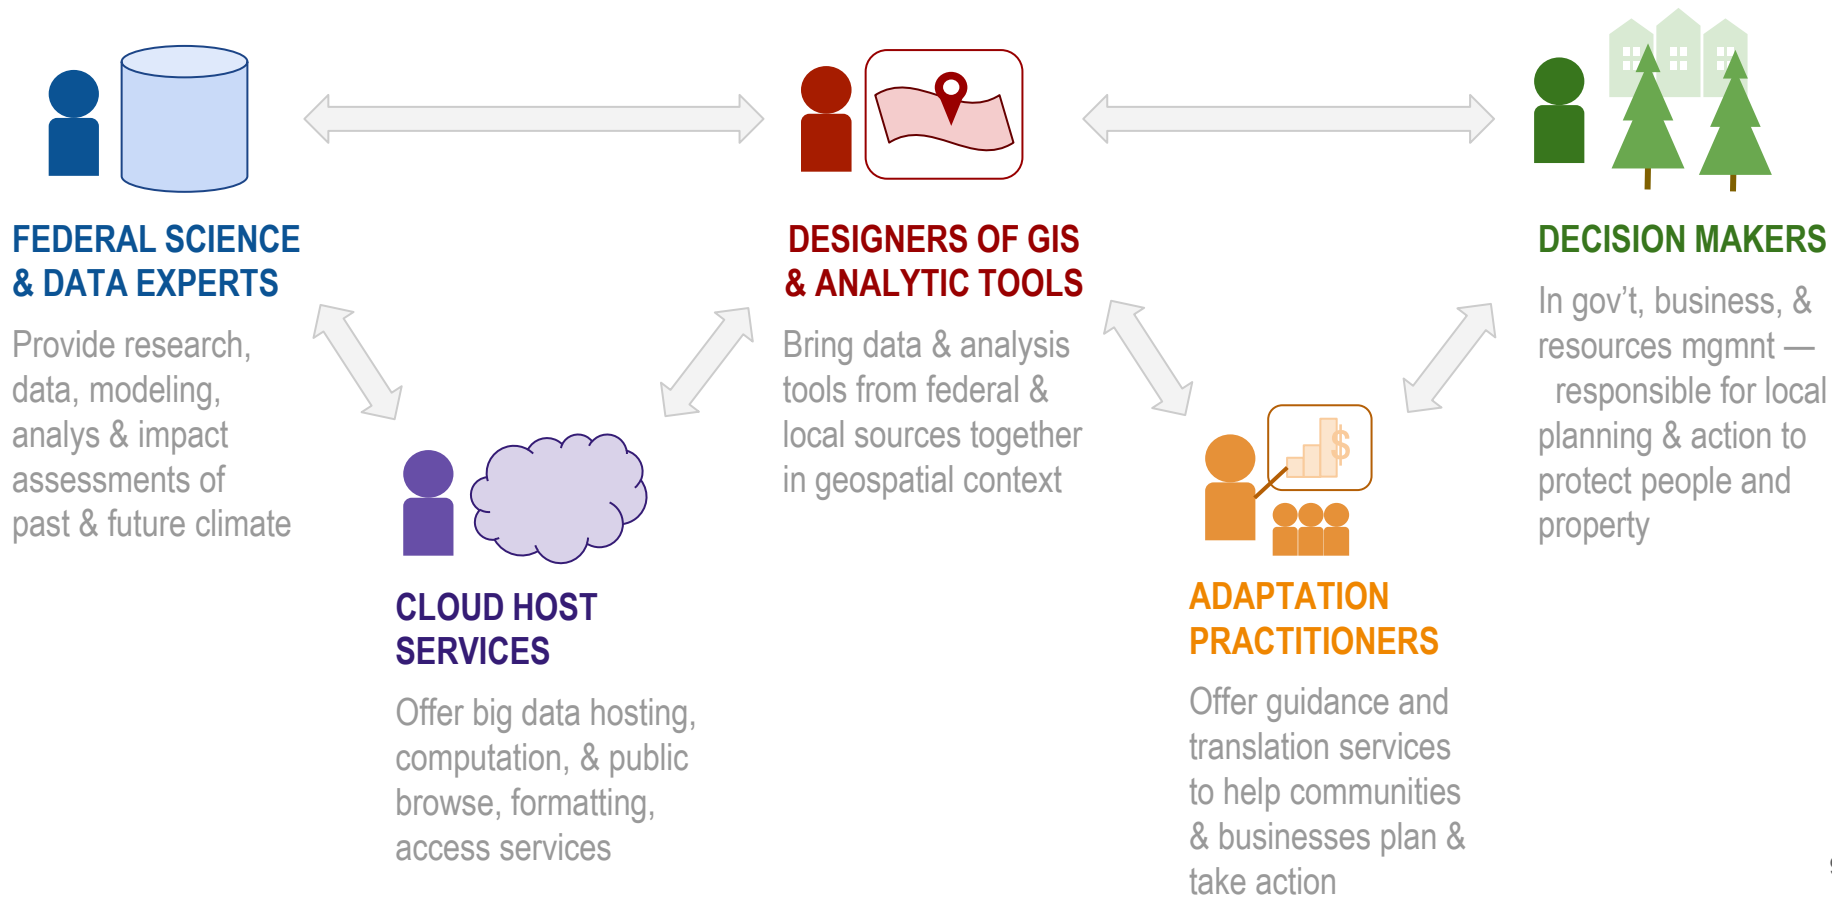 FEDERAL SCIENCE
& DATA EXPERTS
Provide research,
data, modeling,
analys & impact
assessments of
past & future climate
CLOUD HOST
SERVICES
Offer big data hosting,
computation, & public
browse, formatting,
access services
DESIGNERS OF GIS
& ANALYTIC TOOLS
Bring data & analysis
tools from federal &
local sources together
in geospatial context
$
ADAPTATION
PRACTITIONERS
Offer guidance and
translation services
to help communities
& businesses plan &
take action
DECISION MAKERS
In gov’t, business, &
resources mgmnt —
responsible for local
planning & action to
protect people and
property